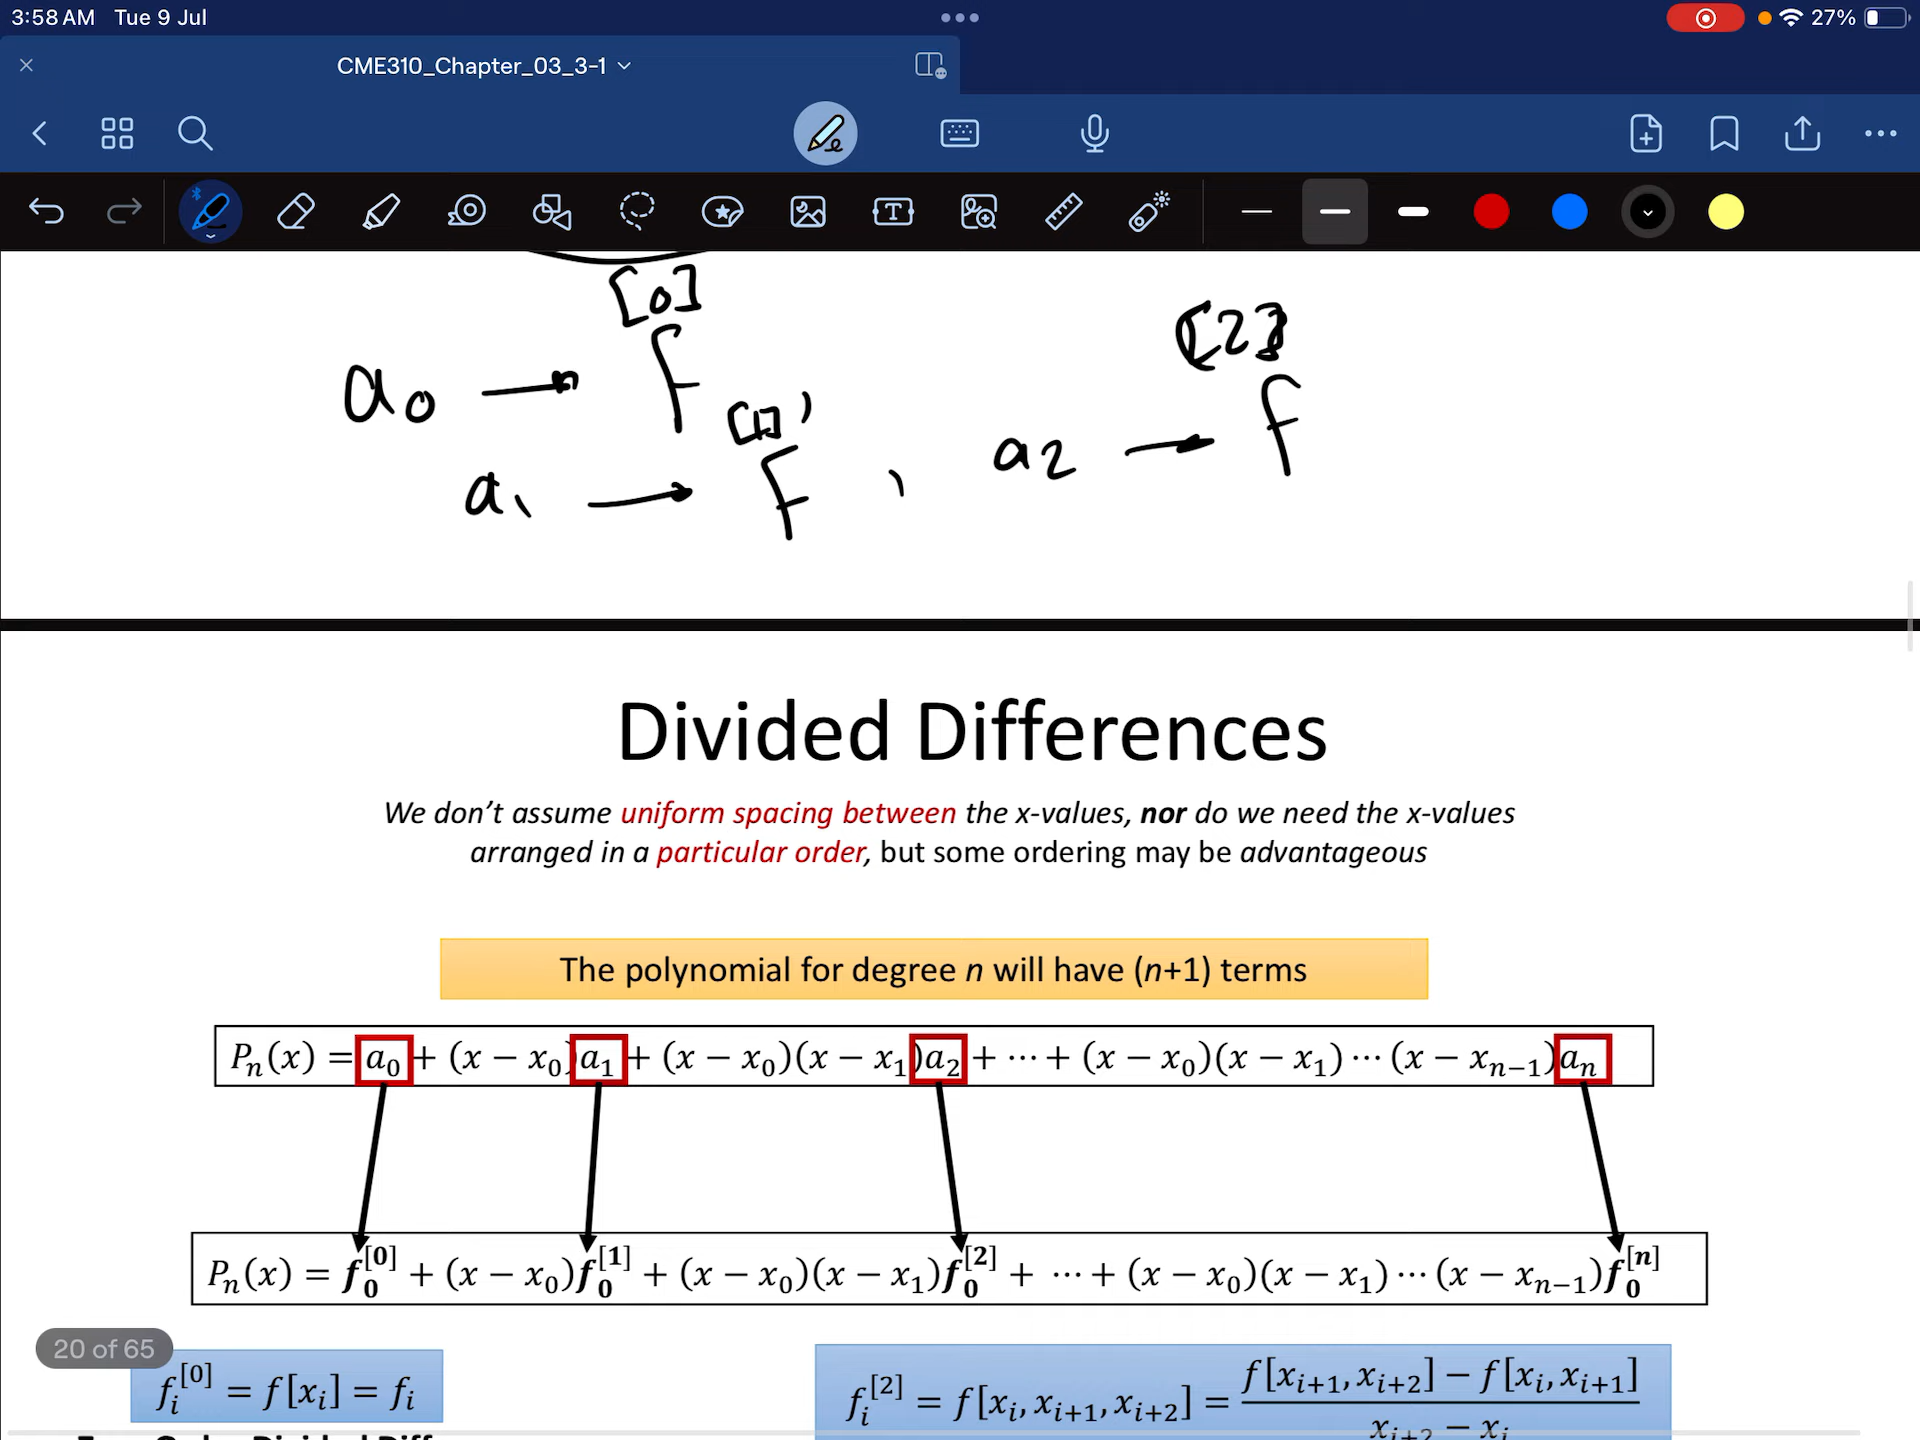 3:58 AM Tue 9 Jul
27%
CME310_Chapter_03_3-1
[0]
a₀ → f
[2]
[1] ,
a₁ → f , a₂ → f
Divided Differences
We don't assume uniform spacing between the x-values, nor do we need the x-values
arranged in a particular order, but some ordering may be advantageous
The polynomial for degree n will have (n+1) terms
Pₙ(x) = a₀ + (x − x₀)a₁ + (x − x₀)(x − x₁)a₂ + ⋯ + (x − x₀)(x − x₁) ⋯ (x − xₙ₋₁)aₙ
Pₙ(x) = f₀^[0] + (x − x₀)f₀^[1] + (x − x₀)(x − x₁)f₀^[2] + ⋯ + (x − x₀)(x − x₁) ⋯ (x − xₙ₋₁)f₀^[n]
20 of 65
fᵢ^[0] = f[xᵢ] = fᵢ
fᵢ^[2] = f[xᵢ, xᵢ₊₁, xᵢ₊₂] = f[xᵢ₊₁, xᵢ₊₂] − f[xᵢ, xᵢ₊₁]
xᵢ₊₂ − xᵢ